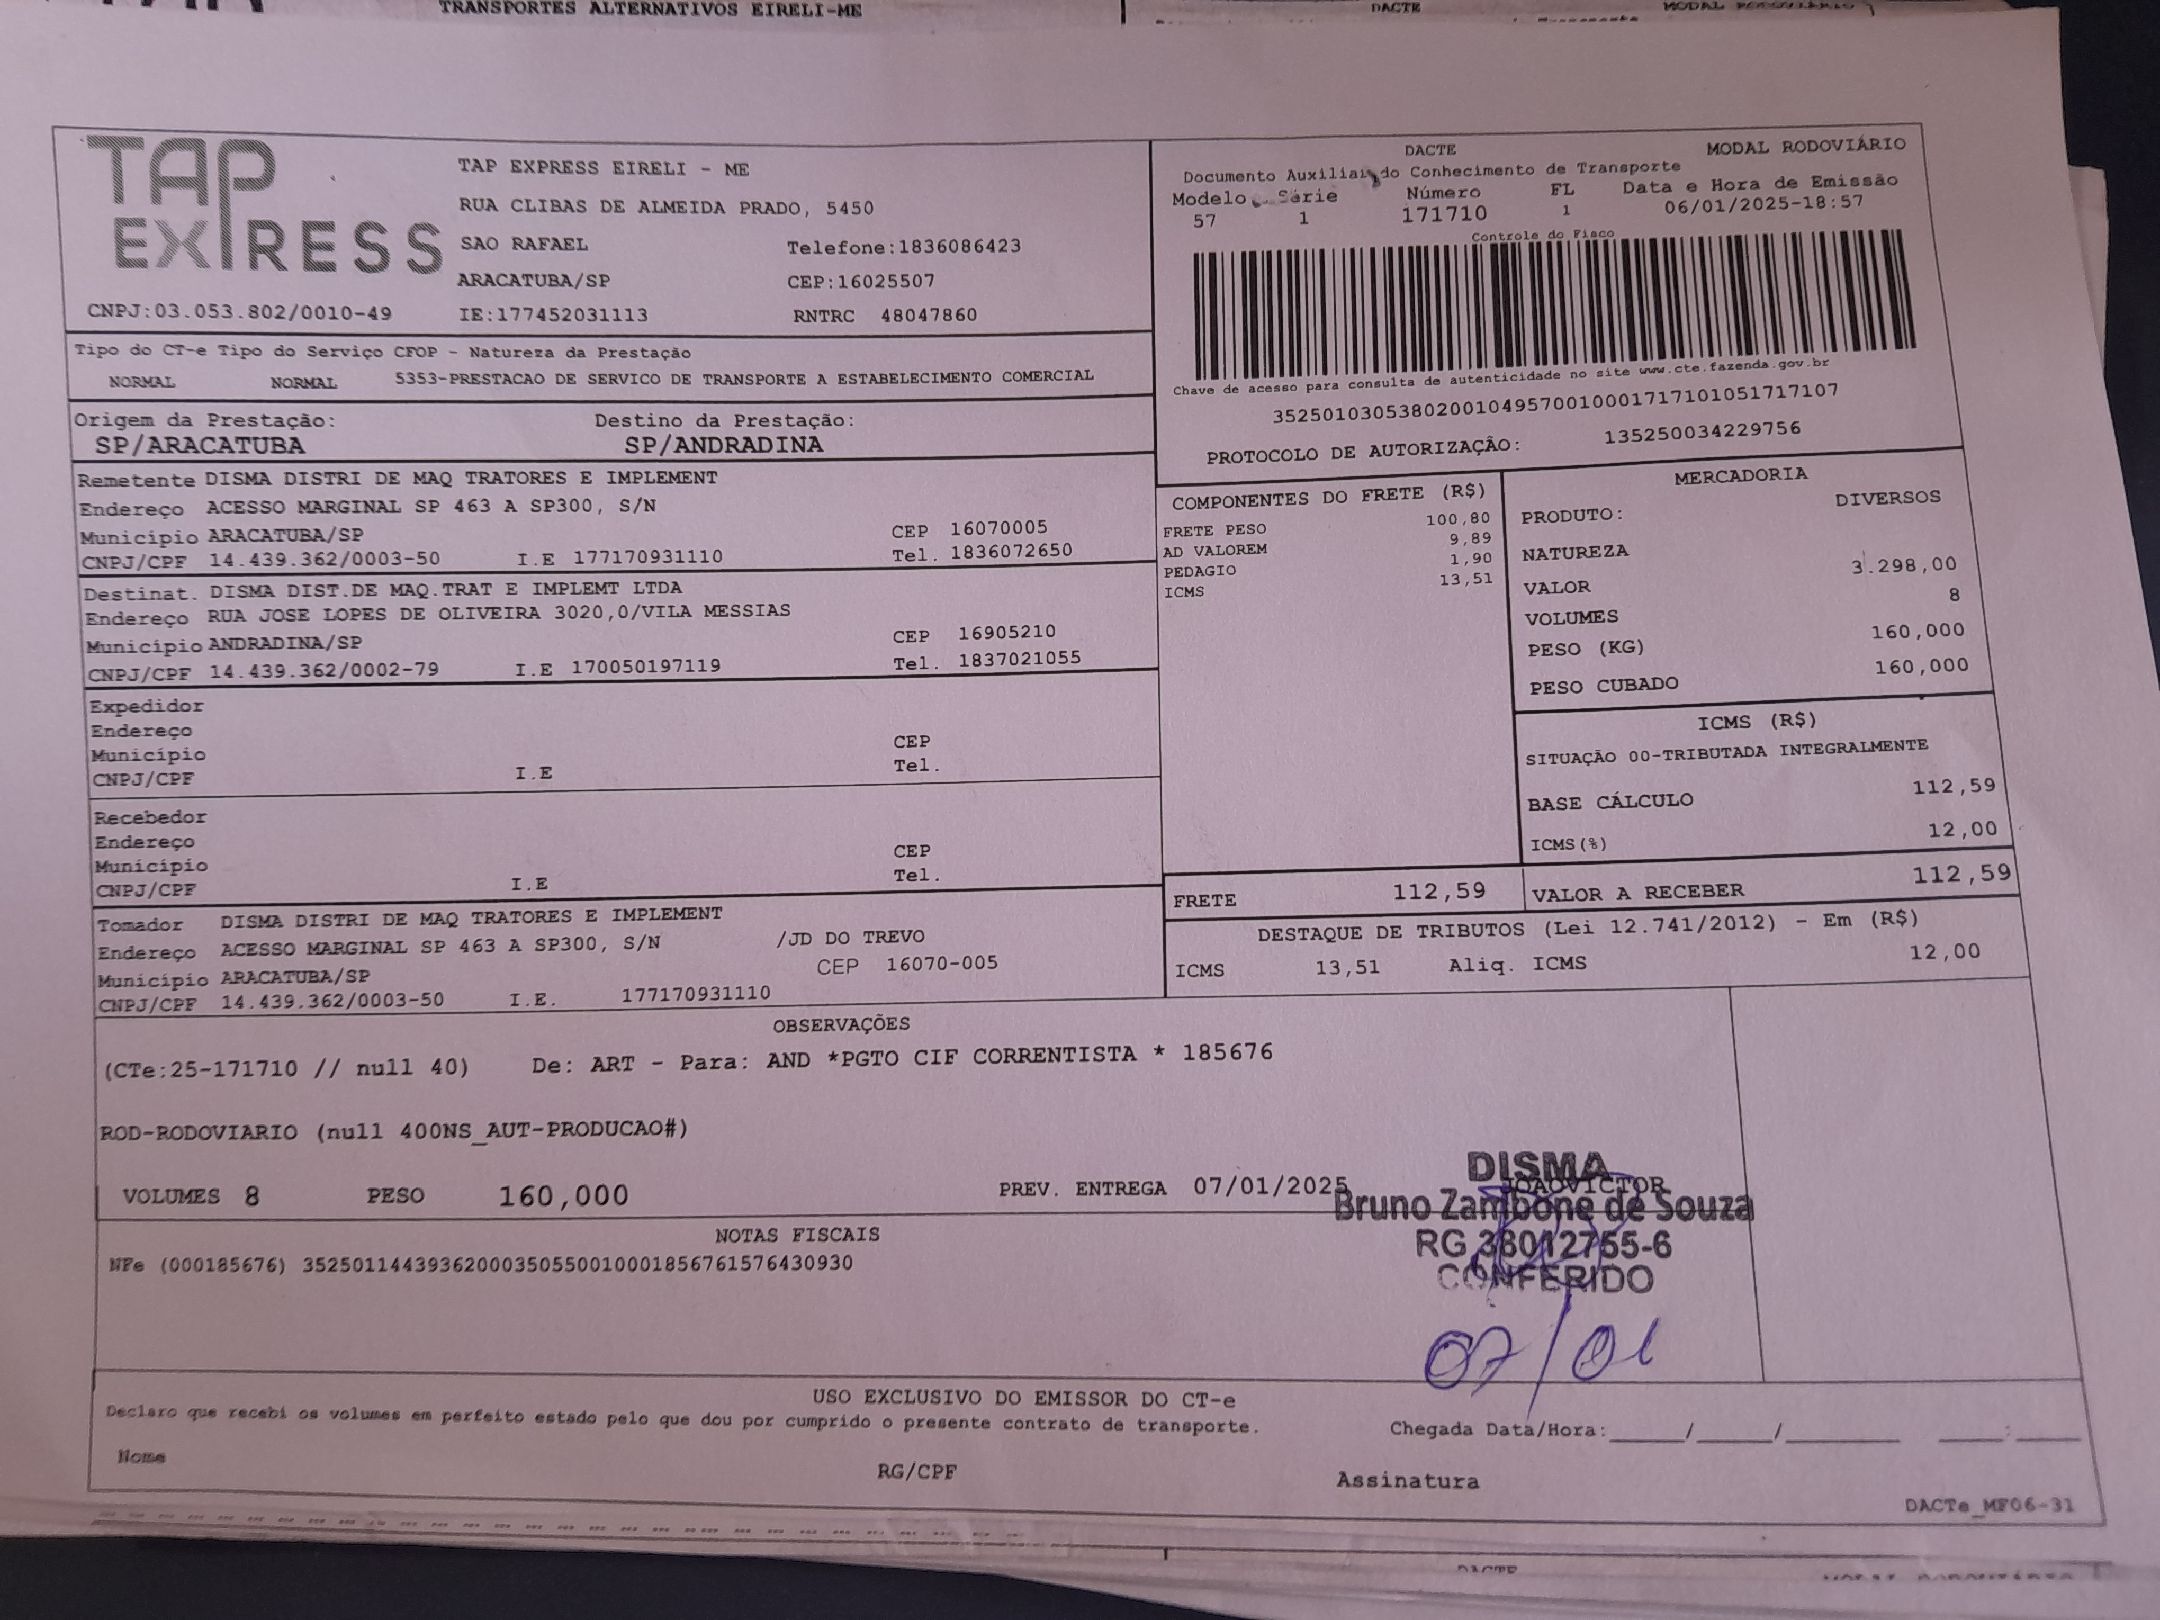 TRANSPORTES ALTERNATIVOS EIRELI-ME
DACTE
TAP
EXPRESS
TAP EXPRESS EIRELI - ME
RUA CLIBAS DE ALMEIDA PRADO, 5450
SAO RAFAEL Telefone:1836086423
ARACATUBA/SP CEP:16025507
CNPJ:03.053.802/0010-49 IE:177452031113 RNTRC 48047860
DACTE MODAL RODOVIÁRIO
Documento Auxiliar do Conhecimento de Transporte
Modelo Série Número FL Data e Hora de Emissão
57 1 171710 1 06/01/2025-18:57
Controle do Fisco
Chave de acesso para consulta de autenticidade no site www.cte.fazenda.gov.br
35250103053802001049570010001717101051717107
PROTOCOLO DE AUTORIZAÇÃO: 135250034229756
Tipo do CT-e Tipo do Serviço CFOP - Natureza da Prestação
NORMAL NORMAL 5353-PRESTACAO DE SERVICO DE TRANSPORTE A ESTABELECIMENTO COMERCIAL
Origem da Prestação: Destino da Prestação:
SP/ARACATUBA SP/ANDRADINA
Remetente DISMA DISTRI DE MAQ TRATORES E IMPLEMENT
Endereço ACESSO MARGINAL SP 463 A SP300, S/N
Município ARACATUBA/SP CEP 16070005
CNPJ/CPF 14.439.362/0003-50 I.E 177170931110 Tel. 1836072650
Destinat. DISMA DIST.DE MAQ.TRAT E IMPLEMT LTDA
Endereço RUA JOSE LOPES DE OLIVEIRA 3020,0/VILA MESSIAS
Município ANDRADINA/SP CEP 16905210
CNPJ/CPF 14.439.362/0002-79 I.E 170050197119 Tel. 1837021055
Expedidor
Endereço
Município CEP
CNPJ/CPF I.E Tel.
Recebedor
Endereço
Município CEP
CNPJ/CPF I.E Tel.
Tomador DISMA DISTRI DE MAQ TRATORES E IMPLEMENT
Endereço ACESSO MARGINAL SP 463 A SP300, S/N /JD DO TREVO
Município ARACATUBA/SP CEP 16070-005
CNPJ/CPF 14.439.362/0003-50 I.E. 177170931110
COMPONENTES DO FRETE (R$)
FRETE PESO 100,80
AD VALOREM 9,89
PEDAGIO 1,90
ICMS 13,51
MERCADORIA
PRODUTO: DIVERSOS
NATUREZA
VALOR 3.298,00
VOLUMES 8
PESO (KG) 160,000
PESO CUBADO 160,000
ICMS (R$)
SITUAÇÃO 00-TRIBUTADA INTEGRALMENTE
BASE CÁLCULO 112,59
ICMS(%) 12,00
FRETE 112,59 VALOR A RECEBER 112,59
DESTAQUE DE TRIBUTOS (Lei 12.741/2012) - Em (R$)
ICMS 13,51 Aliq. ICMS 12,00
OBSERVAÇÕES
(CTe:25-171710 // null 40) De: ART - Para: AND *PGTO CIF CORRENTISTA * 185676
ROD-RODOVIARIO (null 400NS_AUT-PRODUCAO#)
VOLUMES 8 PESO 160,000 PREV. ENTREGA 07/01/2025 JOAOVICTOR
DISMA
Bruno Zambone de Souza
RG 38012755-6
CONFERIDO
07/01
NOTAS FISCAIS
NFe (000185676) 35250114439362000350550010001856761576430930
USO EXCLUSIVO DO EMISSOR DO CT-e
Declaro que recebi os volumes em perfeito estado pelo que dou por cumprido o presente contrato de transporte.
Chegada Data/Hora:_____/_____/________ ____:____
Nome RG/CPF Assinatura
DACTe_MF06-31